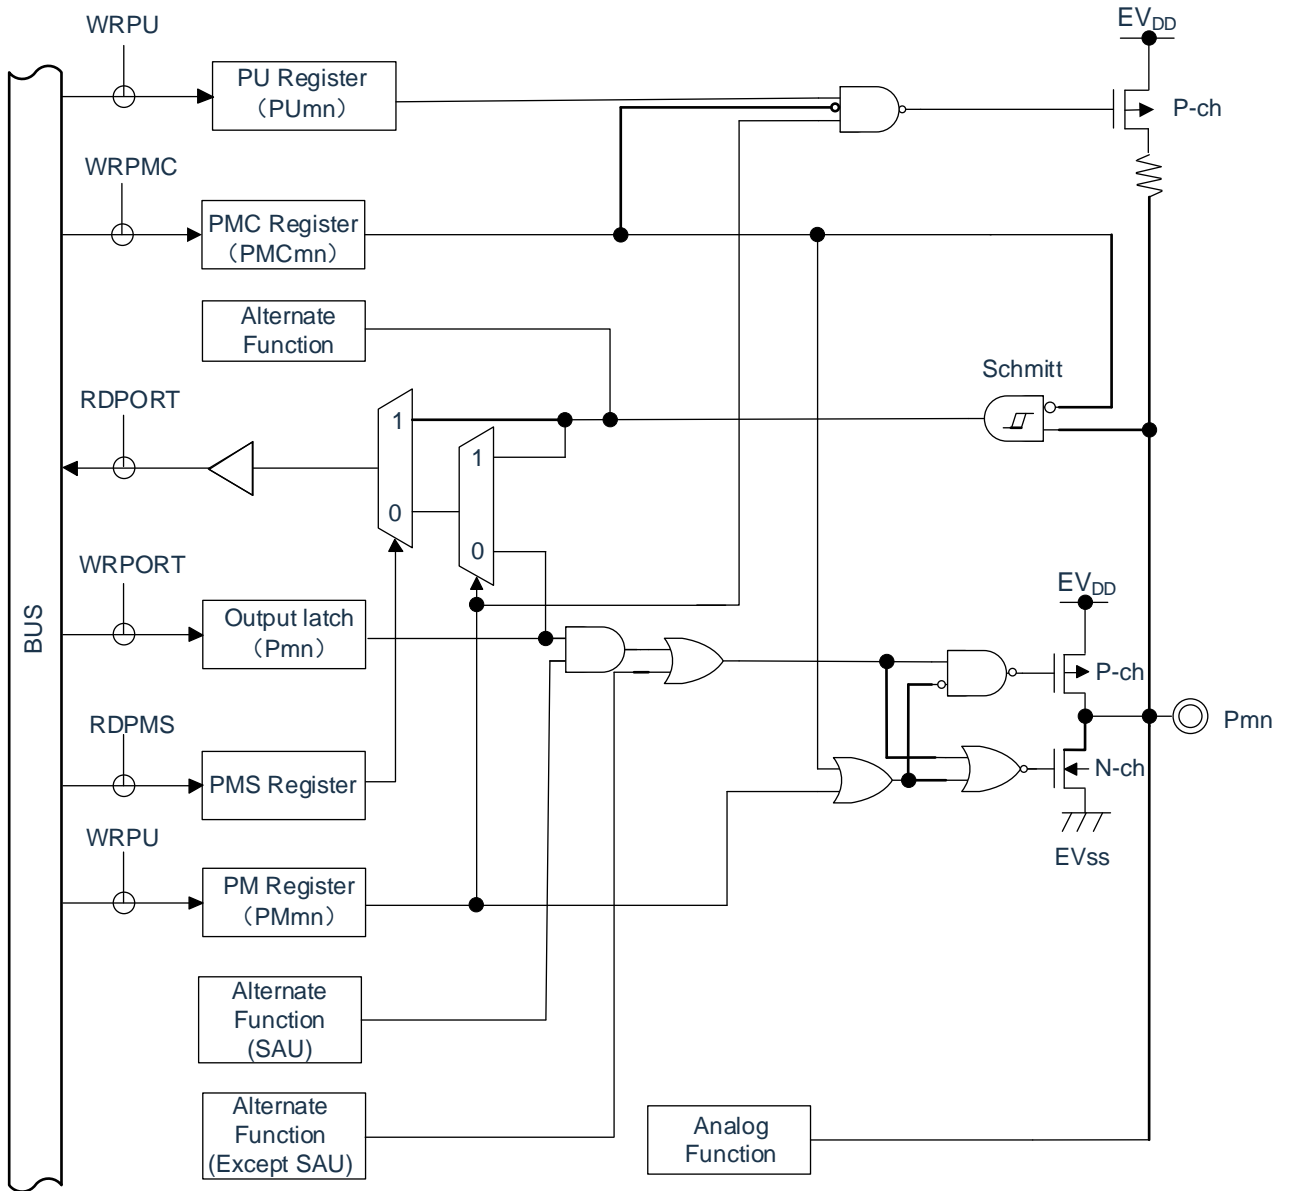 WRPU
EVDD
PU Register
（PUmn）
P-ch
WRPMC
PMC Register
（PMCmn）
Alternate
Function
Schmitt
RDPORT
1
1
0
0
WRPORT
EVDD
BUS
Output latch
（Pmn）
P-ch
RDPMS
Pmn
PMS Register
N-ch
WRPU
EVss
PM Register
（PMmn）
Alternate
Function
(SAU)
Alternate
Function
(Except SAU)
Analog
Function